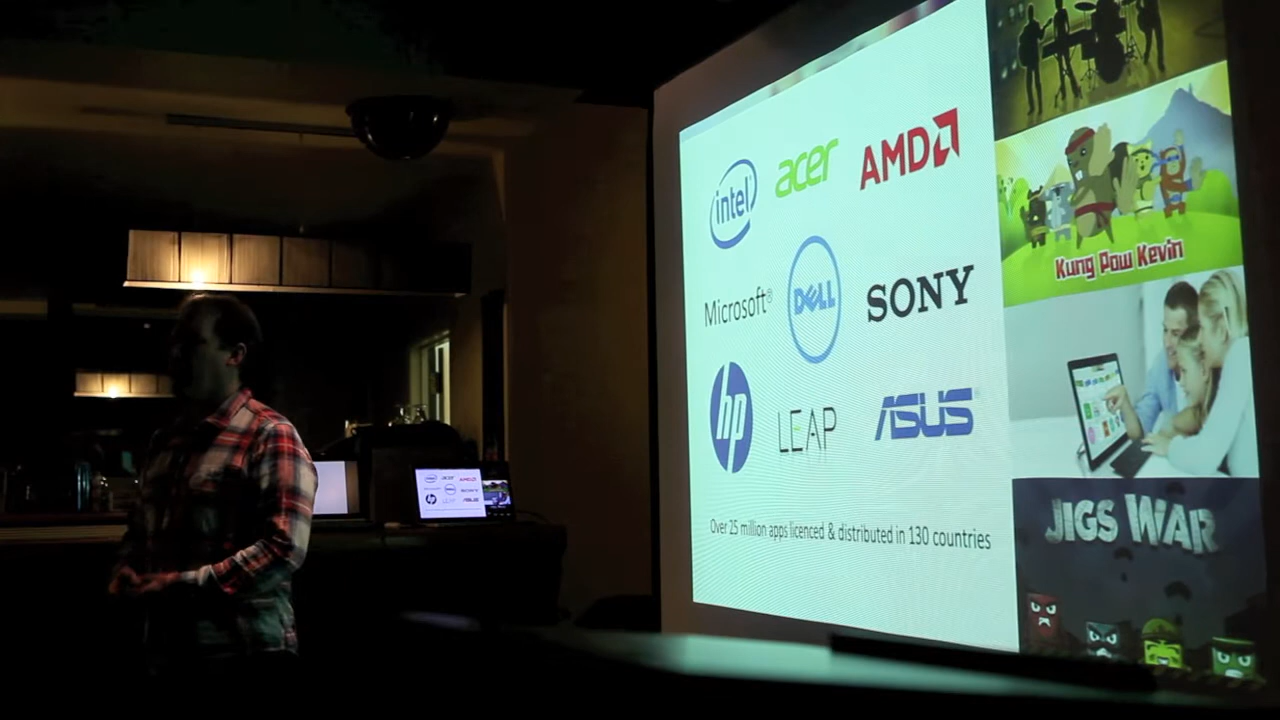 intel
acer
AMD
Microsoft®
DELL
SONY
hp
LEAP
ASUS
Over 25 million apps licenced & distributed in 130 countries
Kung Pow Kevin
JIGS WAR